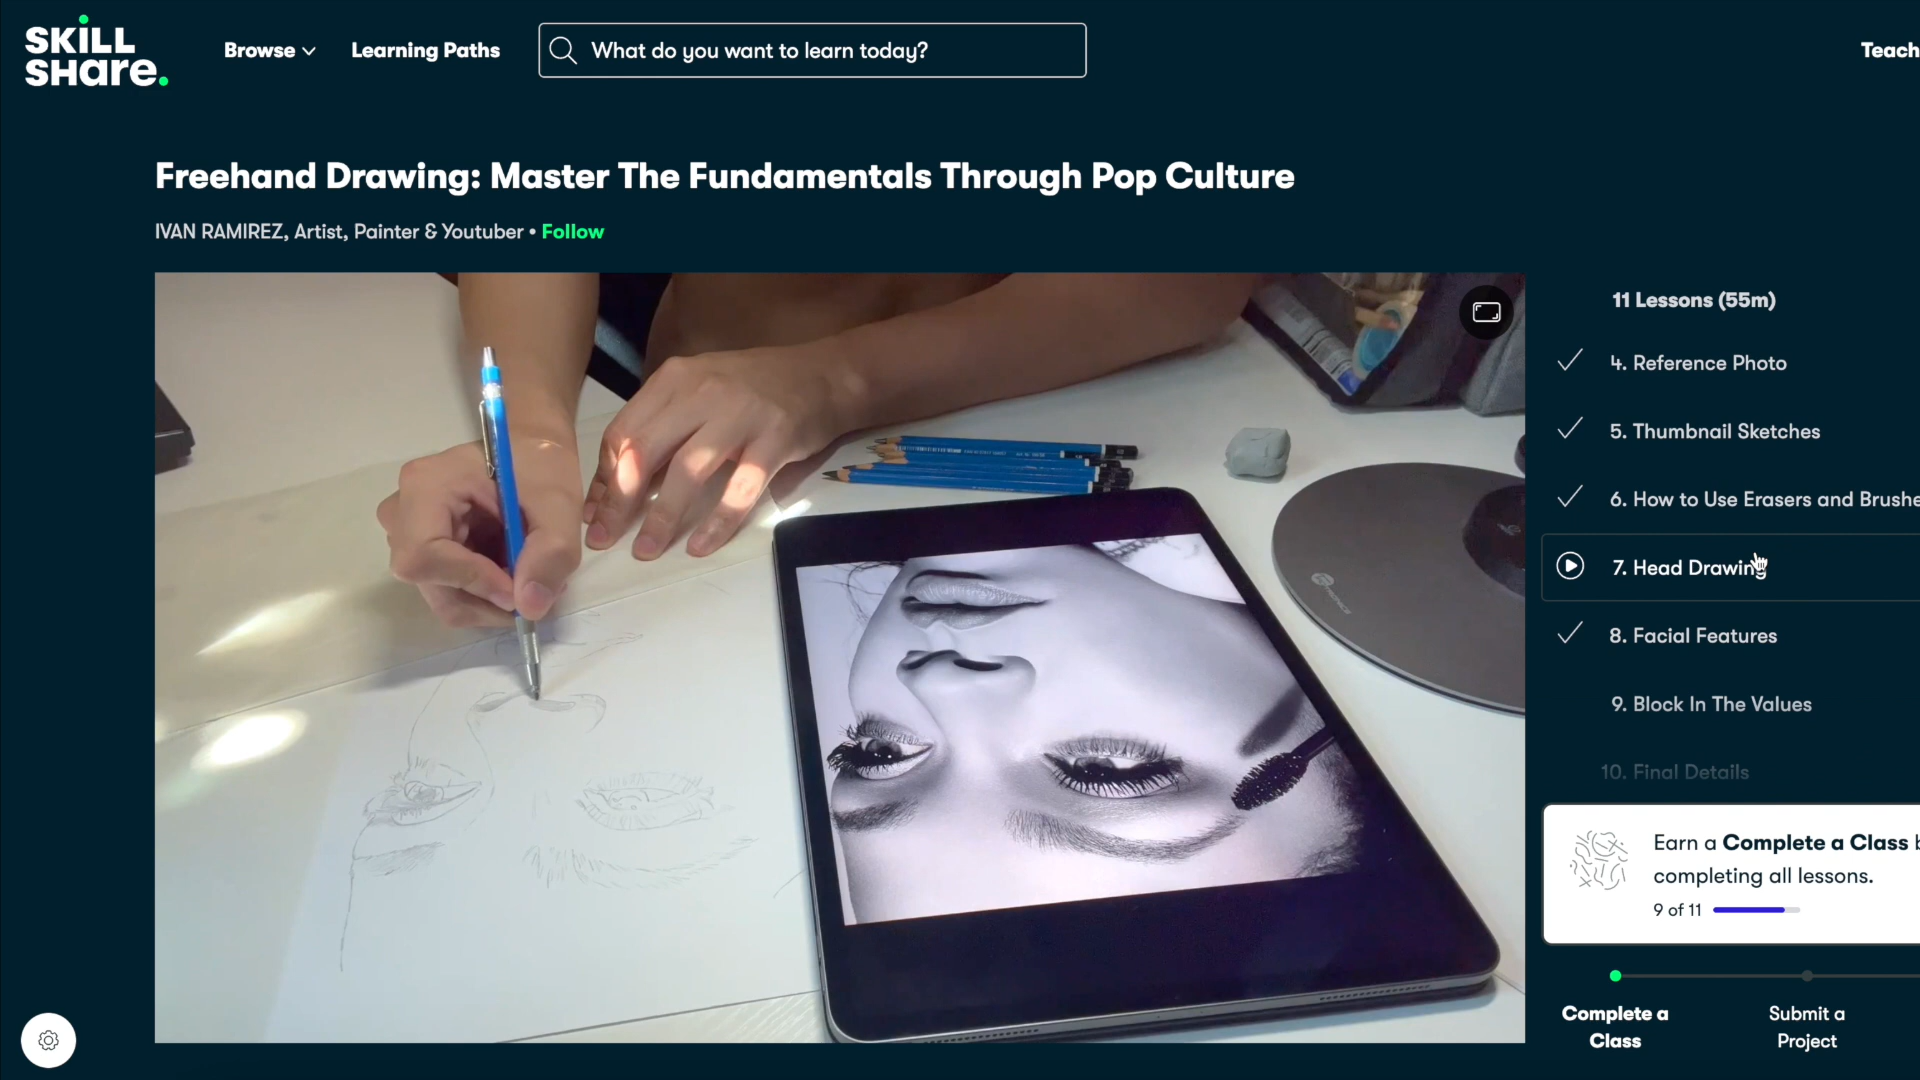 SKILL
SHare.
Browse
Learning Paths
What do you want to learn today?
Teach
Freehand Drawing: Master The Fundamentals Through Pop Culture
IVAN RAMIREZ, Artist, Painter & Youtuber • Follow
11 Lessons (55m)
4. Reference Photo
5. Thumbnail Sketches
6. How to Use Erasers and Brushe
7. Head Drawing
8. Facial Features
9. Block In The Values
10. Final Details
Earn a Complete a Class b
completing all lessons.
9 of 11
Complete a
Class
Submit a
Project